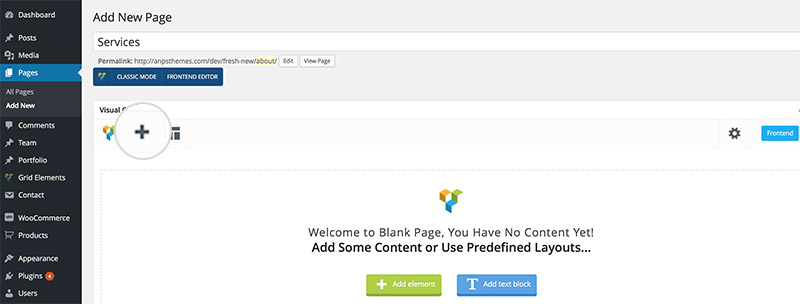 Dashboard
Posts
Media
Pages
All Pages
Add New
Comments
Team
Portfolio
Grid Elements
Contact
WooCommerce
Products
Appearance
Plugins 4
Users
Add New Page
Services
Permalink: http://anpsthemes.com/dev/fresh-new/about/ Edit View Page
CLASSIC MODE FRONTEND EDITOR
Visual
Frontend
Welcome to Blank Page, You Have No Content Yet!
Add Some Content or Use Predefined Layouts...
Add element
T Add text block